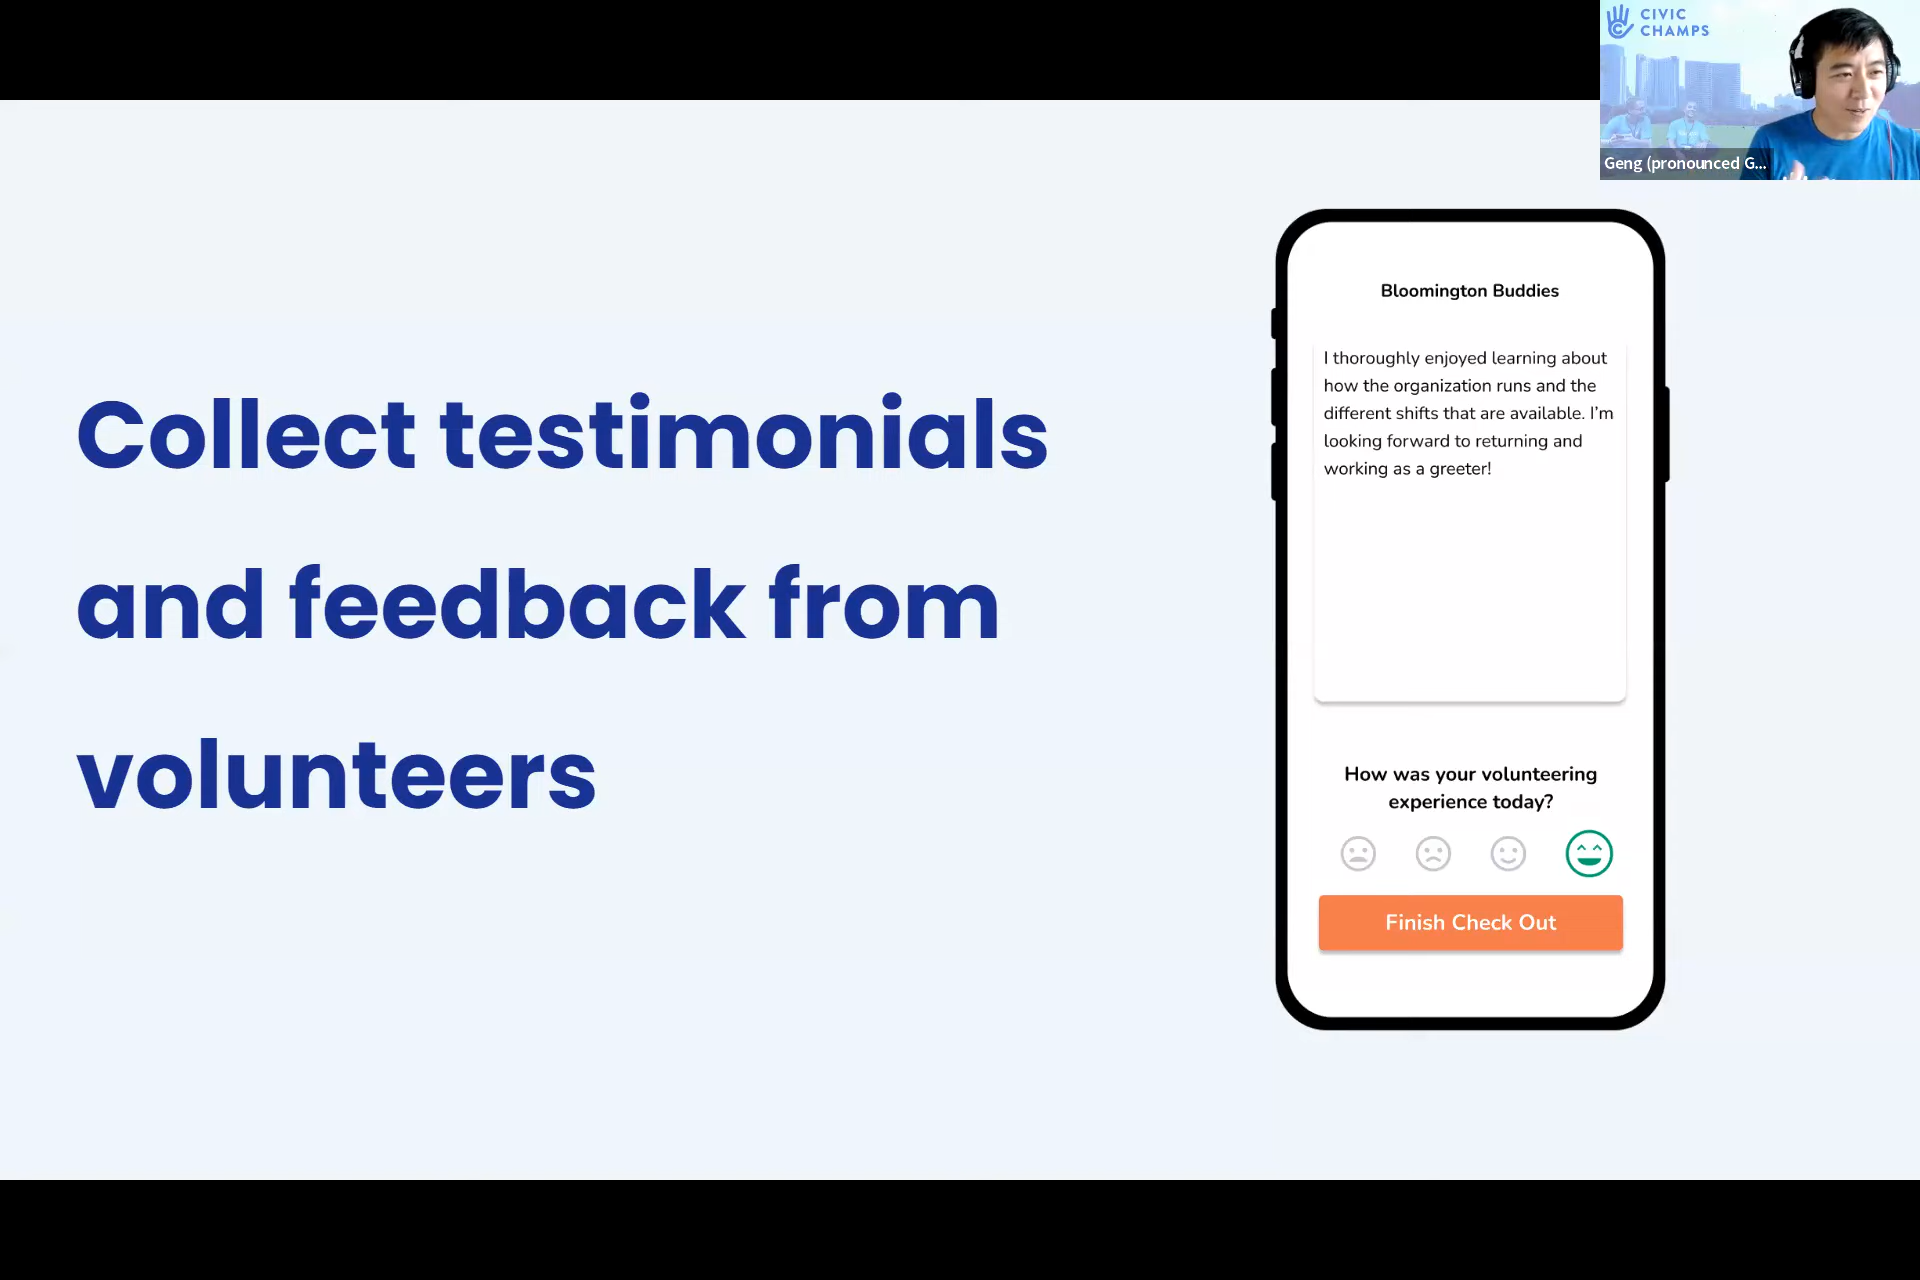 CIVIC
CHAMPS
Geng (pronounced G...
Collect testimonials
and feedback from
volunteers
Bloomington Buddies
I thoroughly enjoyed learning about
how the organization runs and the
different shifts that are available. I'm
looking forward to returning and
working as a greeter!
How was your volunteering
experience today?
Finish Check Out